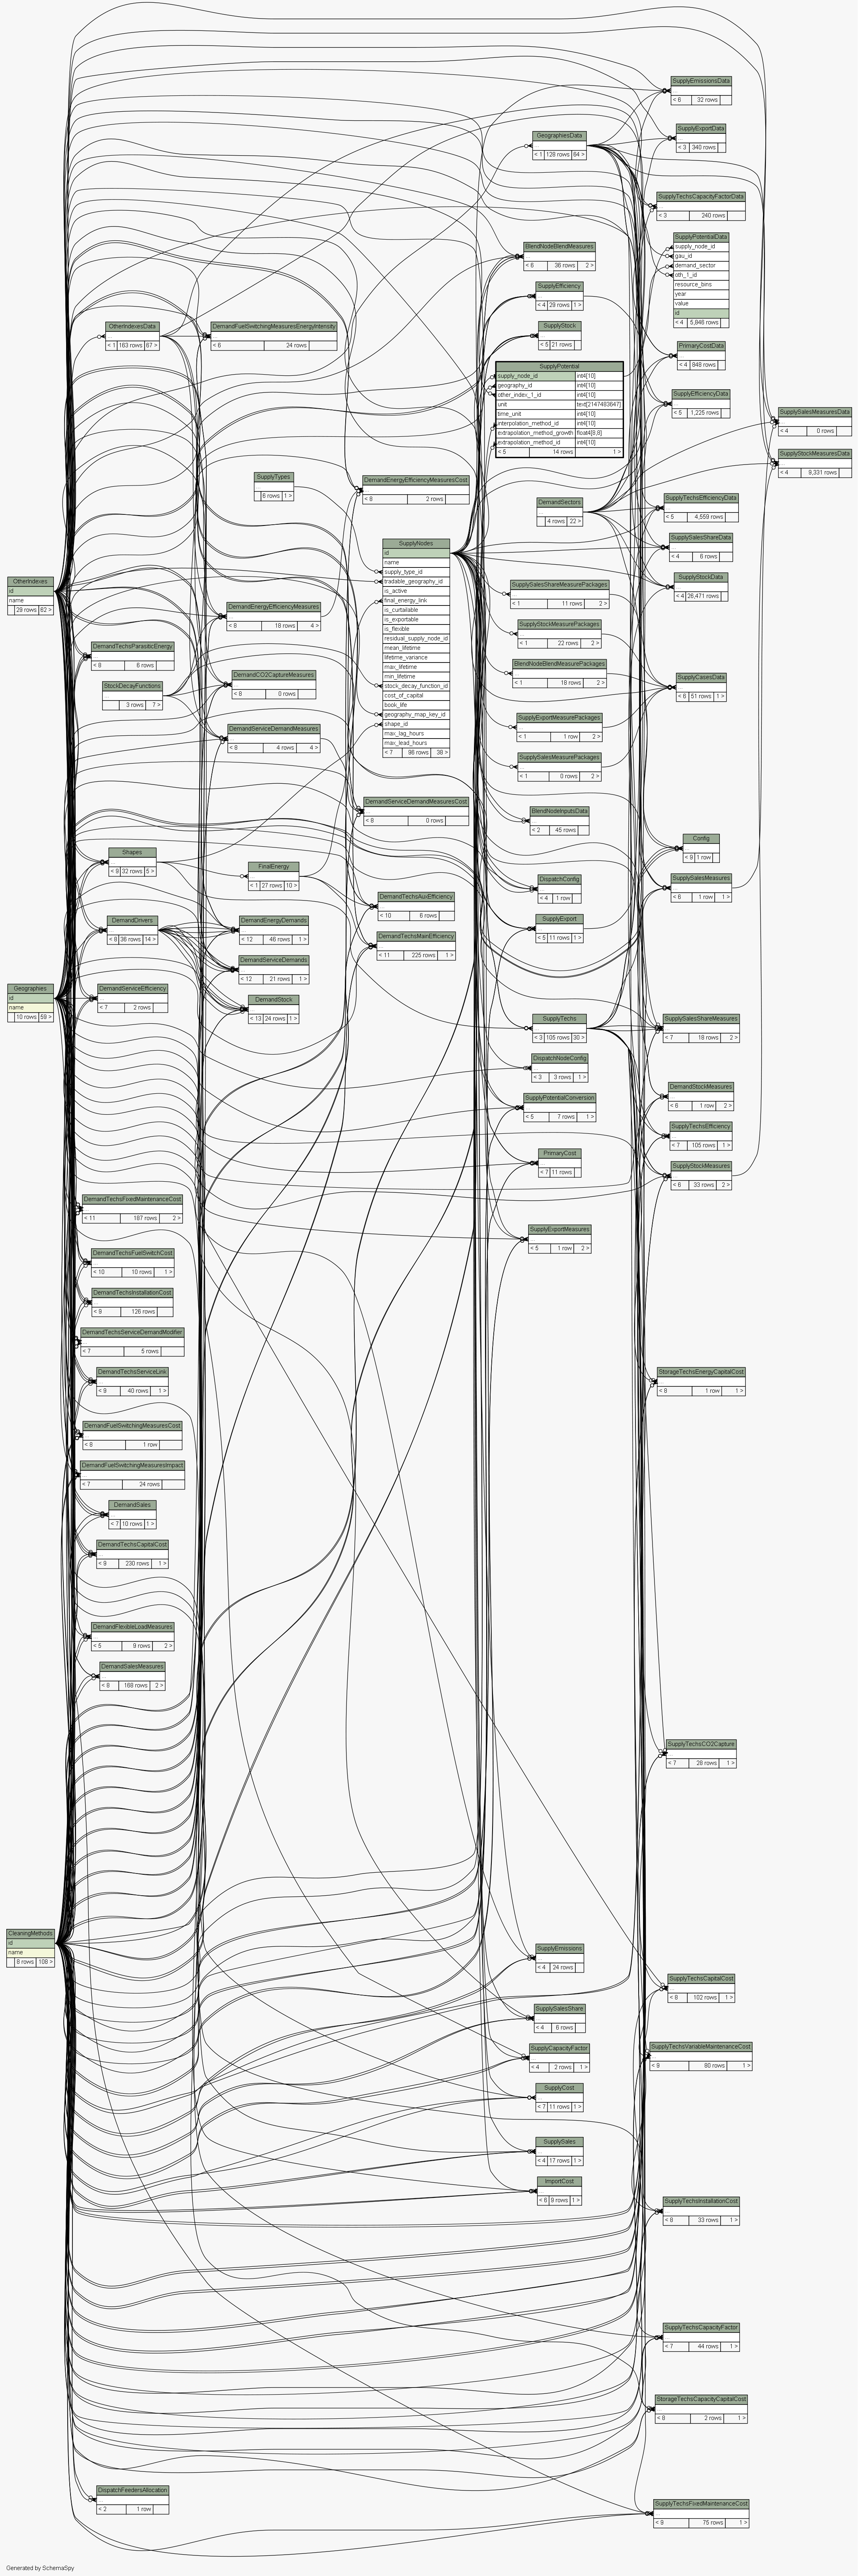 SupplyEmissionsData
...
< 6 32 rows
SupplyExportData
...
< 3 340 rows
GeographiesData
...
< 1 128 rows 64 >
SupplyTechsCapacityFactorData
...
< 3 240 rows
SupplyPotentialData
supply_node_id
gau_id
demand_sector
oth_1_id
resource_bins
year
value
id
< 4 5,846 rows
BlendNodeBlendMeasures
...
< 6 36 rows 2 >
SupplyEfficiency
...
< 4 29 rows 1 >
OtherIndexesData
...
< 1 163 rows 67 >
DemandFuelSwitchingMeasuresEnergyIntensity
...
< 6 24 rows
SupplyStock
...
< 5 21 rows
PrimaryCostData
...
< 4 849 rows
SupplyPotential
supply_node_id int4[10]
geography_id int4[10]
other_index_1_id int4[10]
unit text[2147483647]
time_unit int4[10]
interpolation_method_id int4[10]
extrapolation_method_growth float4[8,8]
extrapolation_method_id int4[10]
< 5 14 rows 1 >
SupplyEfficiencyData
...
< 5 1,225 rows
SupplySalesMeasuresData
...
< 4 0 rows
SupplyStockMeasuresData
...
< 4 9,331 rows
SupplyTypes
...
6 rows 1 >
DemandEnergyEfficiencyMeasuresCost
...
< 8 2 rows
DemandSectors
...
4 rows 22 >
SupplyTechsEfficiencyData
...
< 5 4,559 rows
SupplySalesShareData
...
< 4 6 rows
SupplyNodes
id
name
supply_type_id
tradable_geography_id
is_active
final_energy_link
is_curtailable
is_exportable
is_flexible
residual_supply_node_id
mean_lifetime
lifetime_variance
max_lifetime
min_lifetime
stock_decay_function_id
cost_of_capital
book_life
geography_map_key_id
shape_id
max_lag_hours
max_lead_hours
< 7 98 rows 38 >
OtherIndexes
id
name
29 rows 62 >
SupplySalesShareMeasurePackages
...
< 1 11 rows 2 >
SupplyStockData
...
< 4 26,471 rows
DemandEnergyEfficiencyMeasures
...
< 8 18 rows 4 >
SupplyStockMeasurePackages
...
< 1 22 rows 2 >
DemandTechsParasiticEnergy
...
< 8 6 rows
BlendNodeBlendMeasurePackages
...
< 1 18 rows 2 >
DemandCO2CaptureMeasures
...
< 8 0 rows
StockDecayFunctions
...
3 rows 7 >
SupplyCasesData
...
< 6 51 rows 1 >
DemandServiceDemandMeasures
...
< 8 4 rows 4 >
SupplyExportMeasurePackages
...
< 1 1 row 2 >
SupplySalesMeasurePackages
...
< 1 0 rows 2 >
DemandServiceDemandMeasuresCost
...
< 8 0 rows
BlendNodeInputsData
...
< 2 45 rows
Config
...
< 9 1 row
Shapes
...
< 9 32 rows 5 >
FinalEnergy
...
< 1 27 rows 10 >
DispatchConfig
...
< 4 1 row
SupplySalesMeasures
...
< 6 1 row 1 >
DemandTechsAuxEfficiency
...
< 10 6 rows
DemandDrivers
...
< 8 36 rows 14 >
DemandEnergyDemands
...
< 12 46 rows 1 >
SupplyExport
...
< 5 11 rows 1 >
DemandTechsMainEfficiency
...
< 11 225 rows 1 >
DemandServiceDemands
...
< 12 21 rows 1 >
Geographies
id
name
10 rows 59 >
DemandServiceEfficiency
...
< 7 2 rows
DemandStock
...
< 13 24 rows 1 >
SupplyTechs
...
< 3 105 rows 30 >
SupplySalesShareMeasures
...
< 7 18 rows 2 >
DispatchNodeConfig
...
< 3 3 rows 1 >
DemandStockMeasures
...
< 6 1 row 2 >
SupplyPotentialConversion
...
< 5 7 rows 1 >
SupplyTechsEfficiency
...
< 7 105 rows 1 >
PrimaryCost
...
< 7 11 rows
SupplyStockMeasures
...
< 6 33 rows 2 >
DemandTechsFixedMaintenanceCost
...
< 11 187 rows 2 >
SupplyExportMeasures
...
< 5 1 row 2 >
DemandTechsFuelSwitchCost
...
< 10 10 rows 1 >
DemandTechsInstallationCost
...
< 9 126 rows
DemandTechsServiceDemandModifier
...
< 7 5 rows
DemandTechsServiceLink
...
< 9 40 rows 1 >
StorageTechsEnergyCapitalCost
...
< 8 1 row 1 >
DemandFuelSwitchingMeasuresCost
...
< 8 1 row
DemandFuelSwitchingMeasuresImpact
...
< 7 24 rows
DemandSales
...
< 7 10 rows 1 >
DemandTechsCapitalCost
...
< 9 230 rows 1 >
DemandFlexibleLoadMeasures
...
< 5 9 rows 2 >
DemandSalesMeasures
...
< 8 168 rows 2 >
SupplyTechsCO2Capture
...
< 7 28 rows 1 >
CleaningMethods
id
name
8 rows 108 >
SupplyEmissions
...
< 4 24 rows
SupplyTechsCapitalCost
...
< 8 102 rows 1 >
SupplySalesShare
...
< 4 6 rows
SupplyCapacityFactor
...
< 4 2 rows 1 >
SupplyTechsVariableMaintenanceCost
...
< 9 80 rows 1 >
SupplyCost
...
< 7 11 rows 1 >
SupplySales
...
< 4 17 rows 1 >
ImportCost
...
< 6 9 rows 1 >
SupplyTechsInstallationCost
...
< 8 33 rows 1 >
SupplyTechsCapacityFactor
...
< 7 44 rows 1 >
StorageTechsCapacityCapitalCost
...
< 8 2 rows 1 >
DispatchFeedersAllocation
...
< 2 1 row
SupplyTechsFixedMaintenanceCost
...
< 9 75 rows 1 >
Generated by SchemaSpy